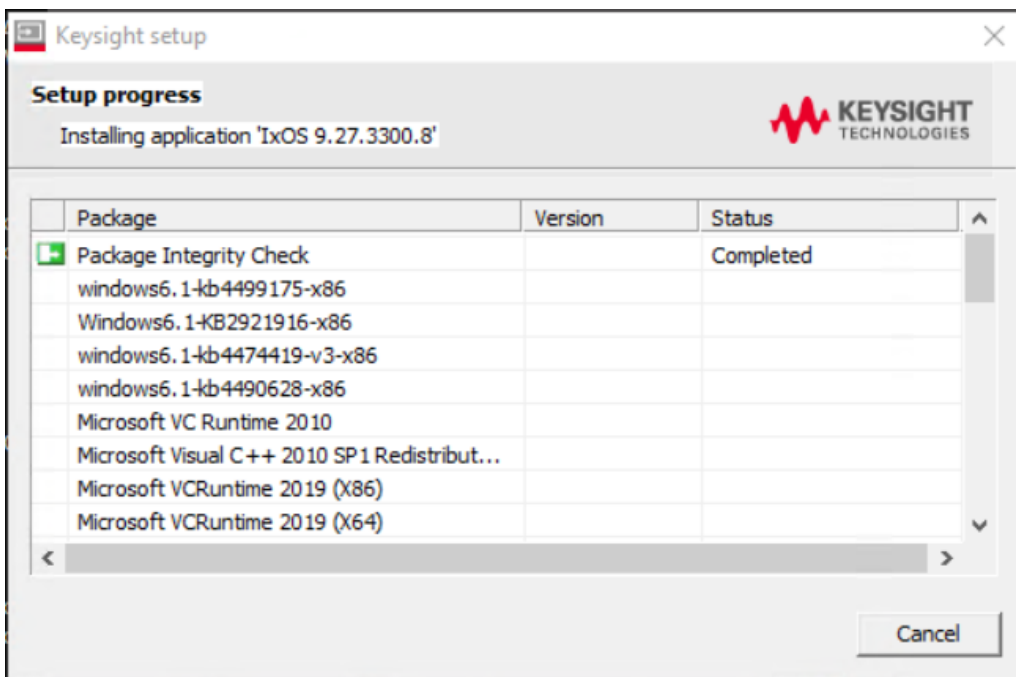 Keysight setup
Setup progress
Installing application 'IxOS 9.27.3300.8'
KEYSIGHT
TECHNOLOGIES
Package Version Status
Package Integrity Check Completed
windows6.1-kb4499175-x86
Windows6.1-KB2921916-x86
windows6.1-kb4474419-v3-x86
windows6.1-kb4490628-x86
Microsoft VC Runtime 2010
Microsoft Visual C++ 2010 SP1 Redistribut...
Microsoft VCRuntime 2019 (X86)
Microsoft VCRuntime 2019 (X64)
Cancel